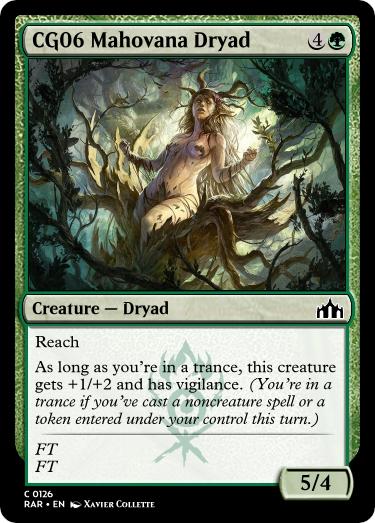 CG06 Mahovana Dryad 4
Creature — Dryad
Reach
As long as you're in a trance, this creature
gets +1/+2 and has vigilance. (You're in a
trance if you've cast a noncreature spell or a
token entered under your control this turn.)
FT
FT
5/4
C 0126
RAR • EN Xavier Collette